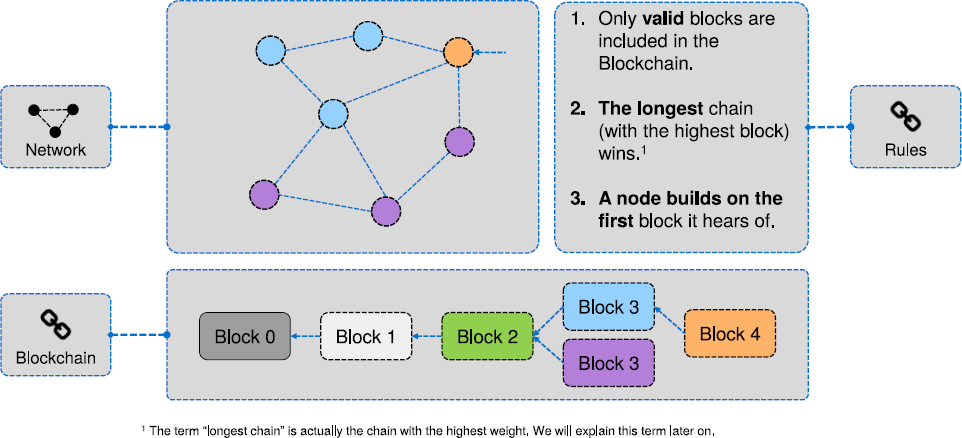 Network
1. Only valid blocks are
included in the
Blockchain.
2. The longest chain
(with the highest block)
wins.¹
3. A node builds on the
first block it hears of.
Rules
Blockchain
Block 0
Block 1
Block 2
Block 3
Block 3
Block 4
¹ The term “longest chain” is actually the chain with the highest weight. We will explain this term later on.